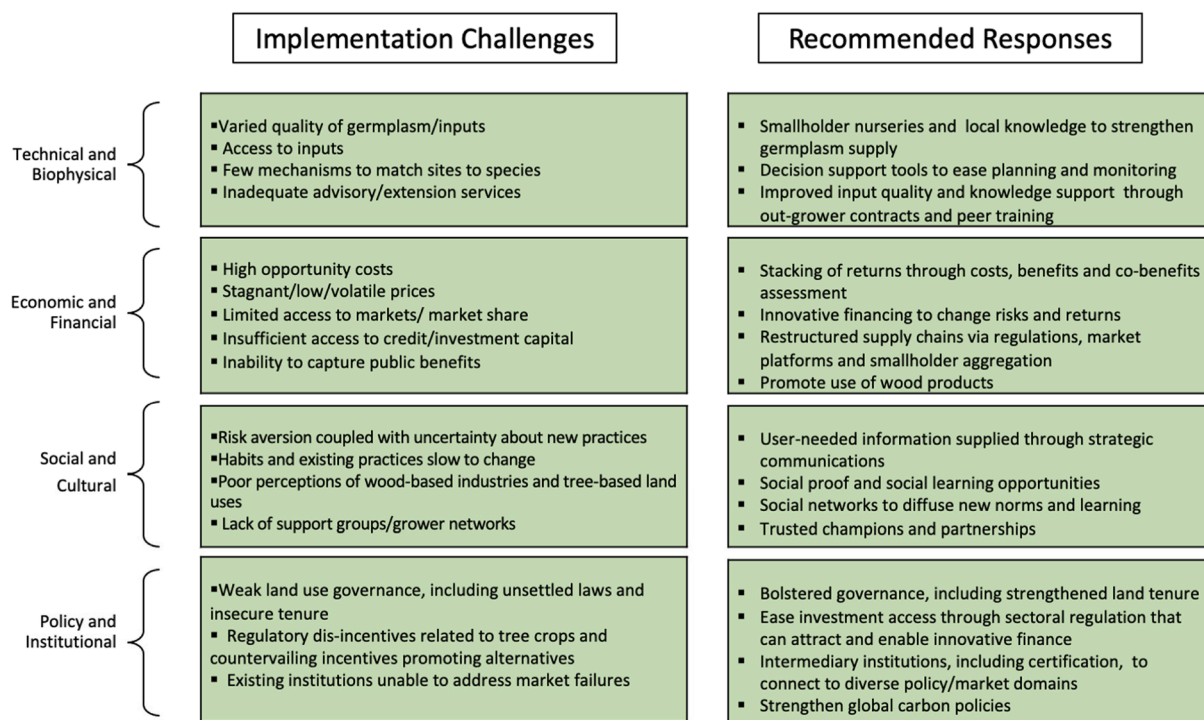 Implementation Challenges
Recommended Responses
Technical and
Biophysical
▪Varied quality of germplasm/inputs
▪ Access to inputs
▪ Few mechanisms to match sites to species
▪ Inadequate advisory/extension services
▪ Smallholder nurseries and local knowledge to strengthen
germplasm supply
▪ Decision support tools to ease planning and monitoring
▪ Improved input quality and knowledge support through
out-grower contracts and peer training
Economic and
Financial
▪ High opportunity costs
▪ Stagnant/low/volatile prices
▪ Limited access to markets/ market share
▪ Insufficient access to credit/investment capital
▪ Inability to capture public benefits
▪ Stacking of returns through costs, benefits and co-benefits
assessment
▪ Innovative financing to change risks and returns
▪ Restructured supply chains via regulations, market
platforms and smallholder aggregation
▪ Promote use of wood products
Social and
Cultural
▪Risk aversion coupled with uncertainty about new practices
▪Habits and existing practices slow to change
▪Poor perceptions of wood-based industries and tree-based land
uses
▪ Lack of support groups/grower networks
▪ User-needed information supplied through strategic
communications
▪ Social proof and social learning opportunities
▪ Social networks to diffuse new norms and learning
▪ Trusted champions and partnerships
Policy and
Institutional
▪Weak land use governance, including unsettled laws and
insecure tenure
▪ Regulatory dis-incentives related to tree crops and
countervailing incentives promoting alternatives
▪ Existing institutions unable to address market failures
▪ Bolstered governance, including strengthened land tenure
▪ Ease investment access through sectoral regulation that
can attract and enable innovative finance
▪ Intermediary institutions, including certification, to
connect to diverse policy/market domains
▪ Strengthen global carbon policies